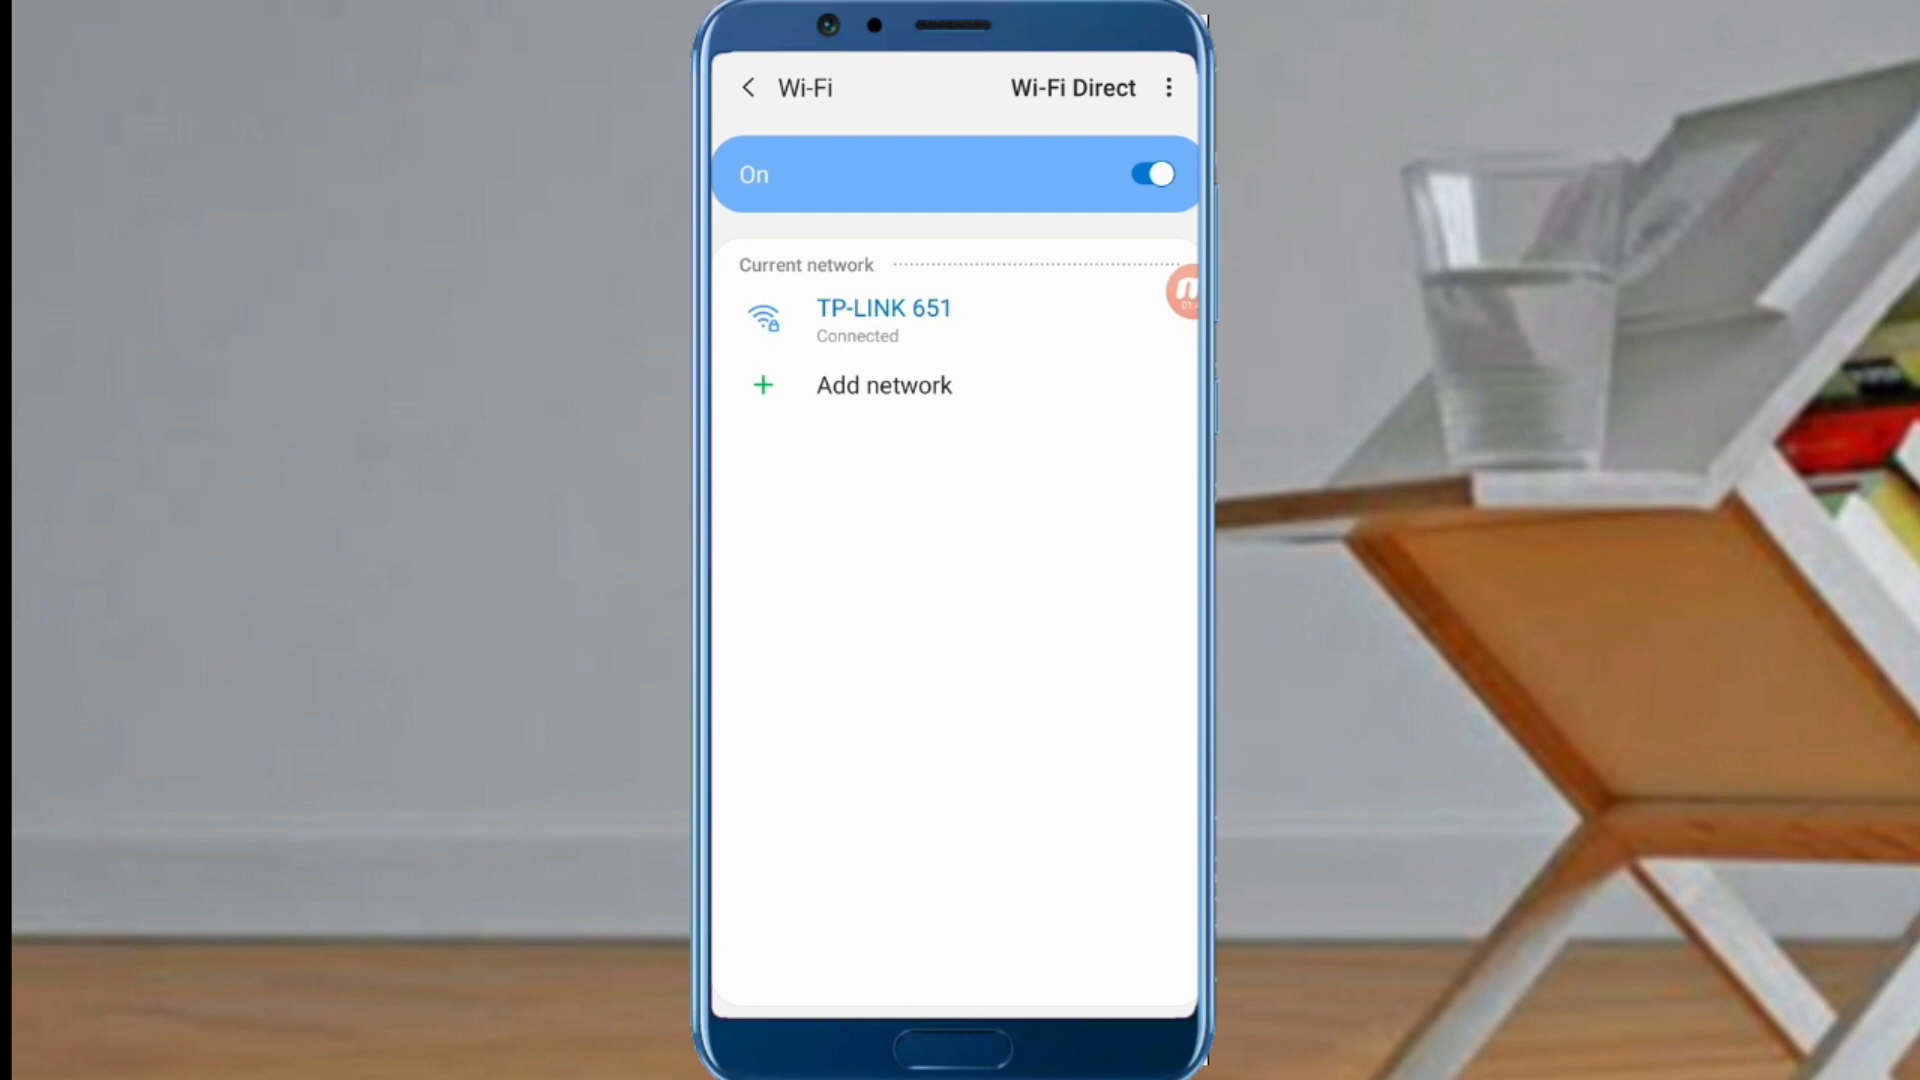 Wi-Fi
Wi-Fi Direct
On
Current network
TP-LINK 651
Connected
Add network